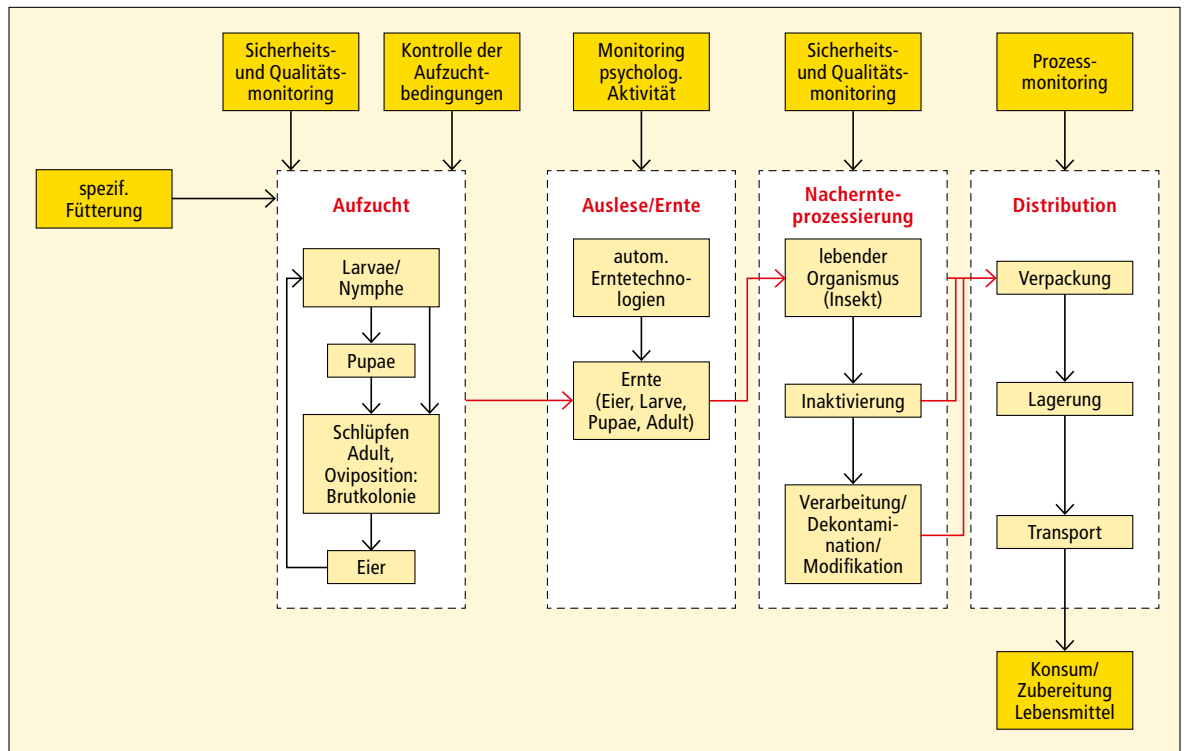 Sicherheits-
und Qualitäts-
monitoring
Kontrolle der
Aufzucht-
bedingungen
Monitoring
psycholog.
Aktivität
Sicherheits-
und Qualitäts-
monitoring
Prozess-
monitoring
spezif.
Fütterung
Aufzucht
Larvae/
Nymphe
Pupae
Schlüpfen
Adult,
Oviposition:
Brutkolonie
Eier
Auslese/Ernte
autom.
Erntetechno-
logien
Ernte
(Eier, Larve,
Pupae, Adult)
Nachernte-
prozessierung
lebender
Organismus
(Insekt)
Inaktivierung
Verarbeitung/
Dekontami-
nation/
Modifikation
Distribution
Verpackung
Lagerung
Transport
Konsum/
Zubereitung
Lebensmittel